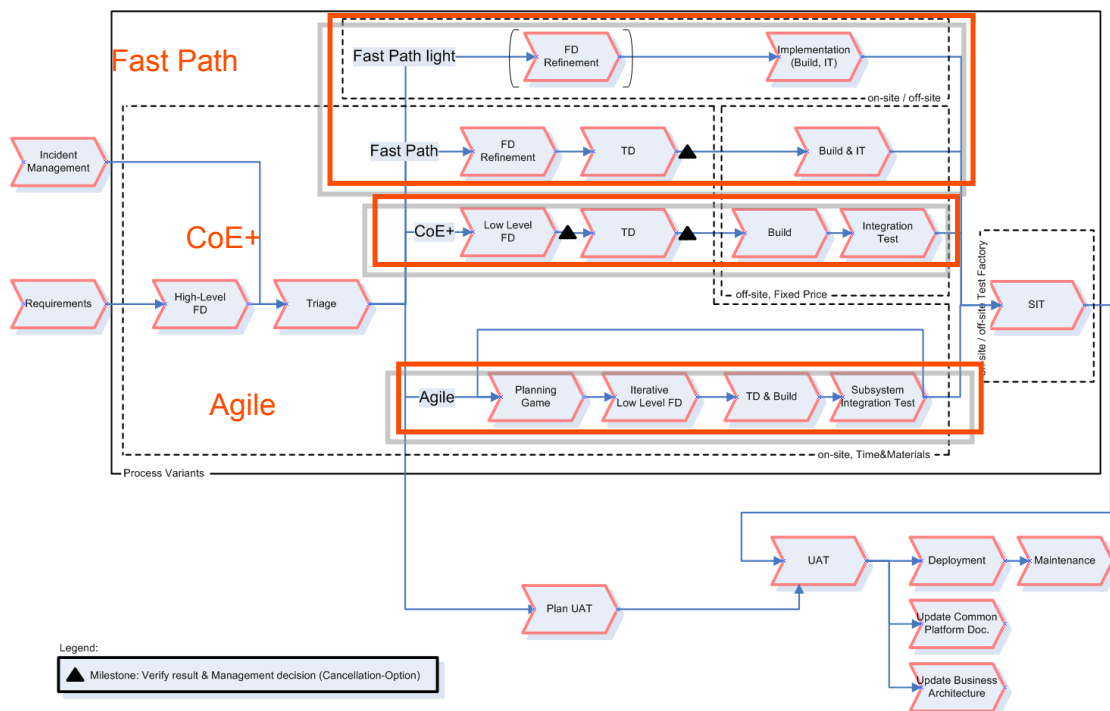 Fast Path
Fast Path light
FD
Refinement
Implementation
(Build, IT)
on-site / off-site
Incident
Management
Fast Path
FD
Refinement
TD
Build & IT
CoE+
CoE+
Low Level
FD
TD
Build
Integration
Test
off-site, Fixed Price
Requirements
High-Level
FD
Triage
on-site / off-site Test Factory
SIT
Agile
Agile
Planning
Game
Iterative
Low Level FD
TD & Build
Subsystem
Integration Test
on-site, Time&Materials
Process Variants
UAT
Deployment
Maintenance
Plan UAT
Update Common
Platform Doc.
Update Business
Architecture
Legend:
Milestone: Verify result & Management decision (Cancellation-Option)